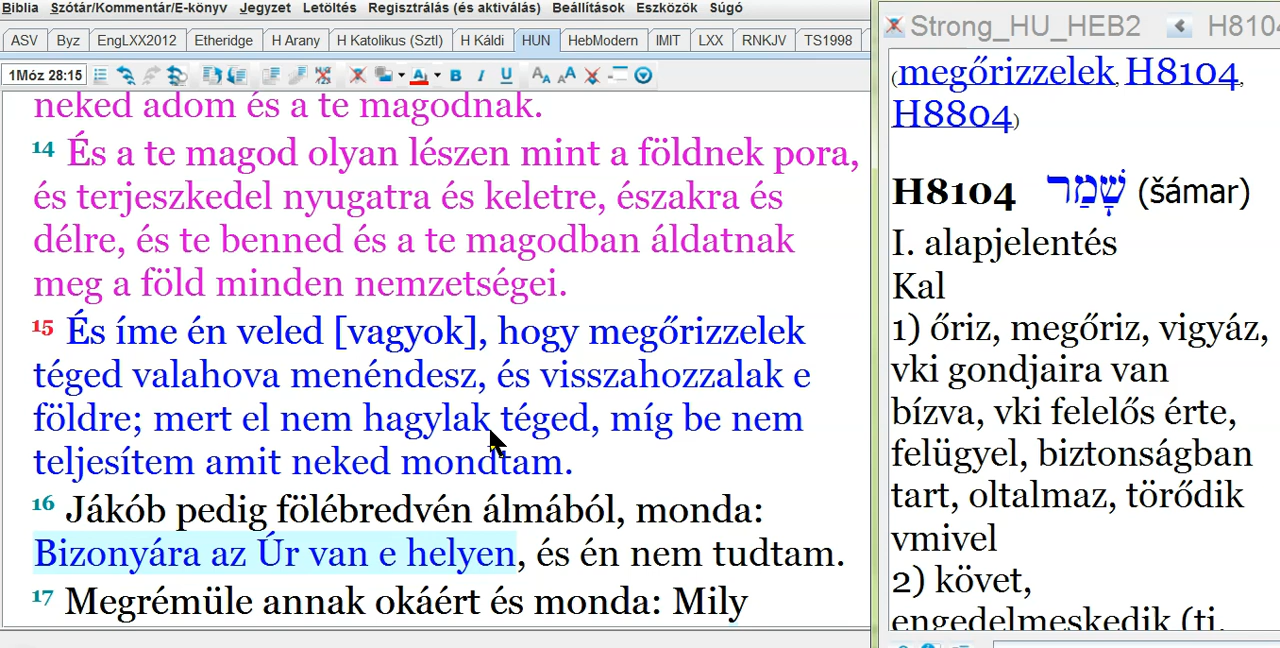 Biblia Szótár/Kommentár/E-könyv Jegyzet Letöltés Regisztrálás (és aktiválás) Beállítások Eszközök Súgó
ASV Byz EngLXX2012 Etheridge H Arany H Katolikus (Sztl) H Káldi HUN HebModern IMIT LXX RNKJV TS1998
1Móz 28:15
neked adom és a te magodnak.
14 És a te magod olyan lészen mint a földnek pora,
és terjeszkedel nyugatra és keletre, északra és
délre, és te benned és a te magodban áldatnak
meg a föld minden nemzetségei.
15 És íme én veled [vagyok], hogy megőrizzelek
téged valahova menéndesz, és visszahozzalak e
földre; mert el nem hagylak téged, míg be nem
teljesítem amit neked mondtam.
16 Jákób pedig fölébredvén álmából, monda:
Bizonyára az Úr van e helyen, és én nem tudtam.
17 Megrémüle annak okáért és monda: Mily
Strong_HU_HEB2 H8104
(megőrizzelek, H8104,
H8804)
H8104 שָׁמַר (šámar)
I. alapjelentés
Kal
1) őriz, megőriz, vigyáz,
vki gondjaira van
bízva, vki felelős érte,
felügyel, biztonságban
tart, oltalmaz, törődik
vmivel
2) követ,
engedelmeskedik (ti.